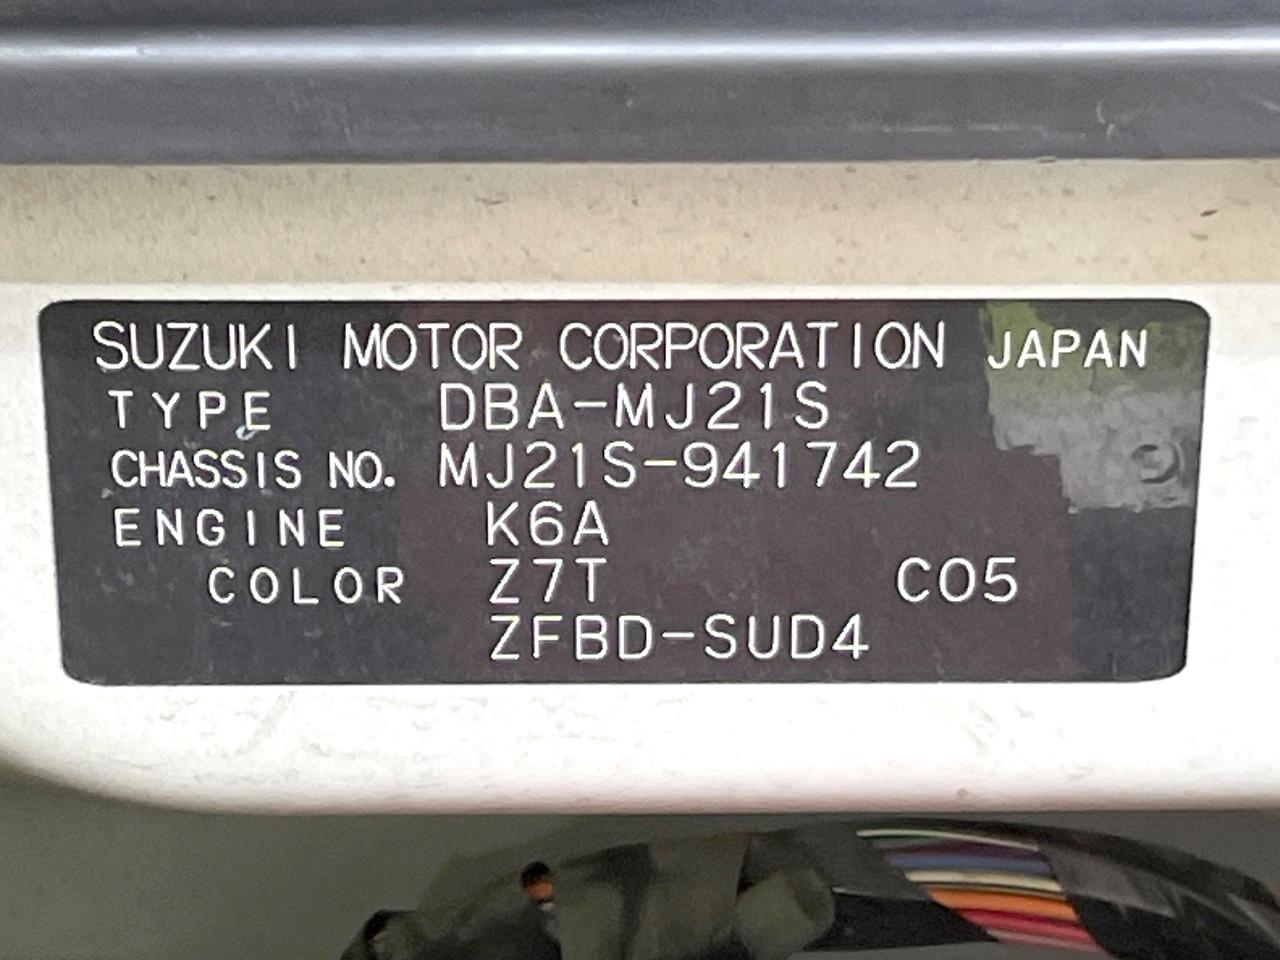 SUZUKI MOTOR CORPORATION JAPAN
TYPE DBA-MJ21S
CHASSIS NO. MJ21S-941742
ENGINE K6A
COLOR Z7T C05
ZFBD-SUD4